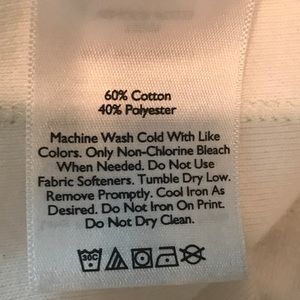 60% Cotton
40% Polyester
Machine Wash Cold With Like
Colors. Only Non-Chlorine Bleach
When Needed. Do Not Use
Fabric Softeners. Tumble Dry Low.
Remove Promptly. Cool Iron As
Desired. Do Not Iron On Print.
Do Not Dry Clean.
30C